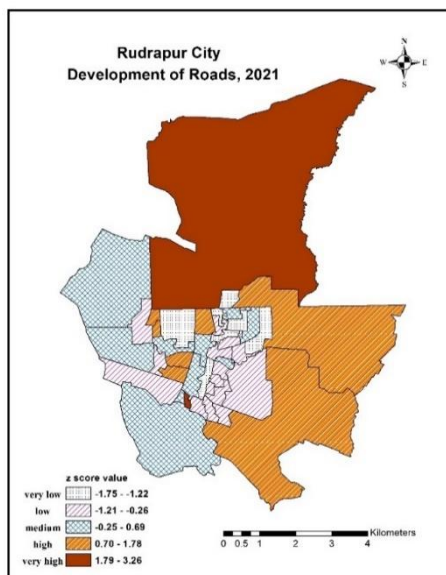 Rudrapur City
Development of Roads, 2021
N
W E
S
z score value
very low -1.75 - -1.22
low -1.21 - -0.26
medium -0.25 - 0.69
high 0.70 - 1.78
very high 1.79 - 3.26
Kilometers
0 0.5 1 2 3 4